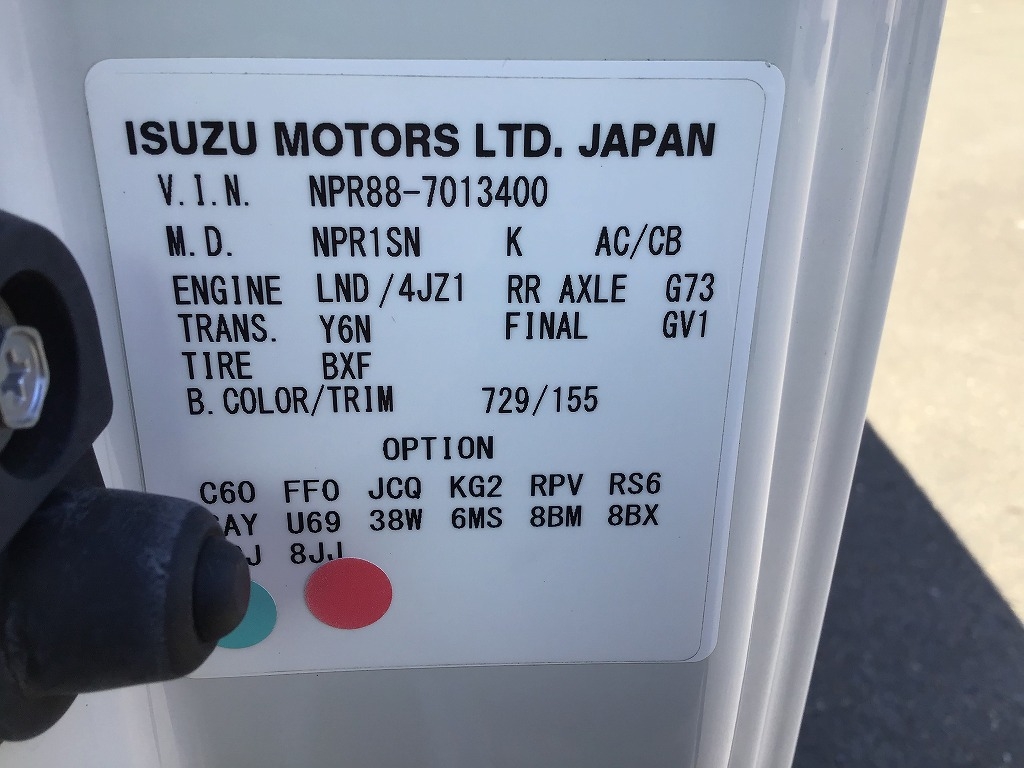 ISUZU MOTORS LTD. JAPAN
V.I.N. NPR88-7013400
M.D. NPR1SN K AC/CB
ENGINE LND/4JZ1 RR AXLE G73
TRANS. Y6N FINAL GV1
TIRE BXF
B.COLOR/TRIM 729/155
OPTION
C60 FF0 JCQ KG2 RPV RS6
U69 38W 6MS 8BM 8BX
8JJ